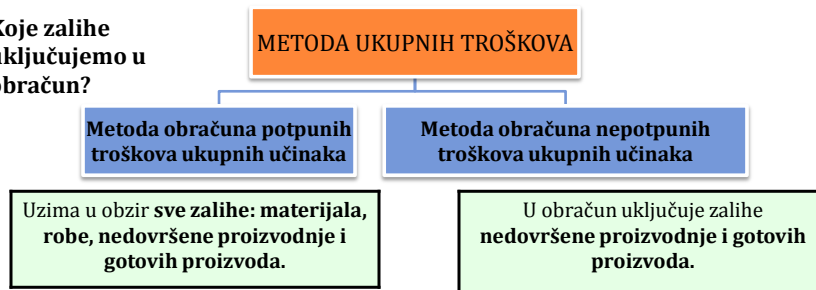 Koje zalihe
uključujemo u
obračun?
METODA UKUPNIH TROŠKOVA
Metoda obračuna potpunih
troškova ukupnih učinaka
Metoda obračuna nepotpunih
troškova ukupnih učinaka
Uzima u obzir sve zalihe: materijala,
robe, nedovršene proizvodnje i
gotovih proizvoda.
U obračun uključuje zalihe
nedovršene proizvodnje i gotovih
proizvoda.